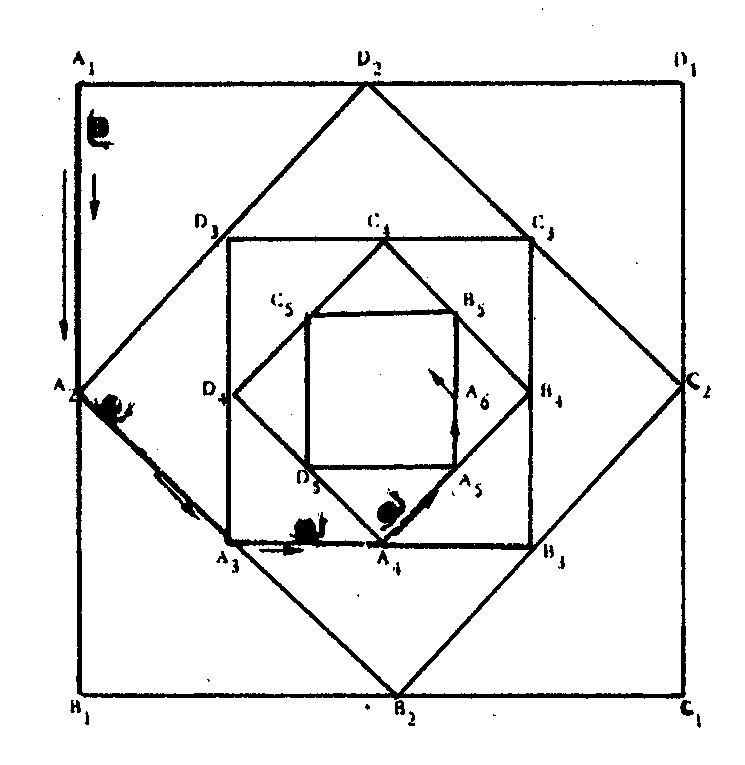 A1 D2 D1
D3 C4 C3
C5 B5
A2 D4 A6 B4 C2
D5 A5
A3 A4 B3
B1 B2 C1